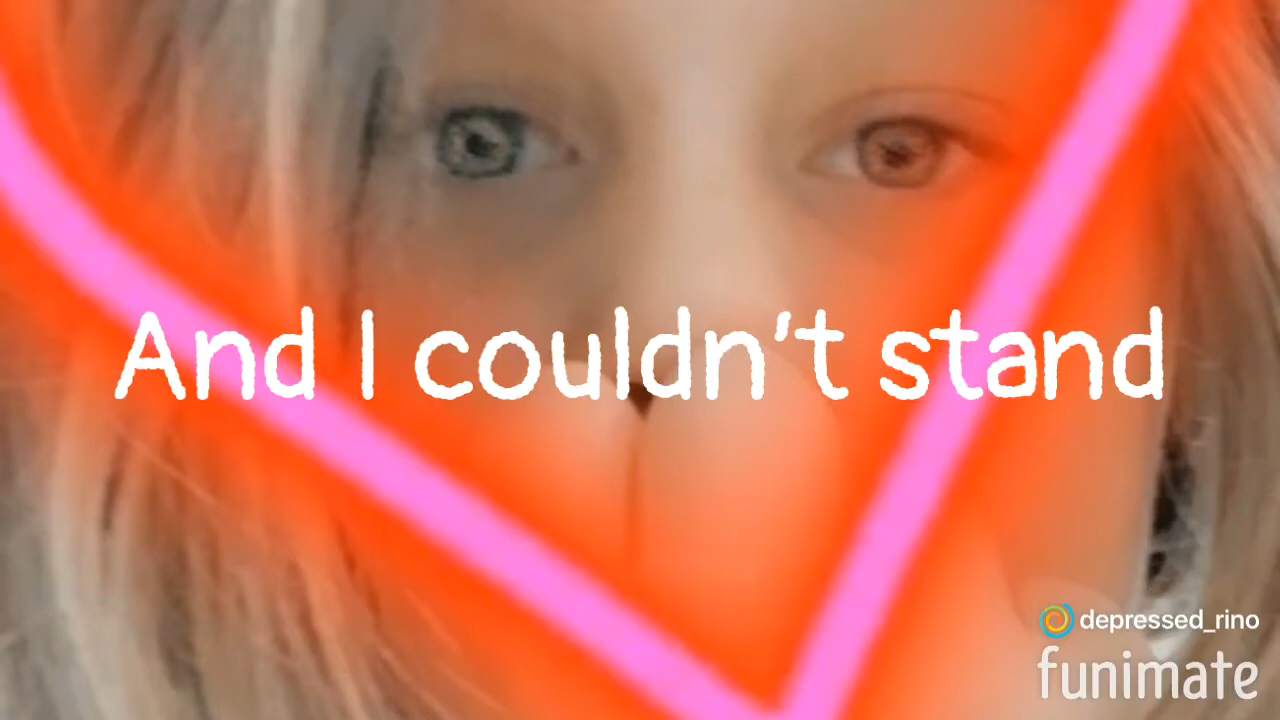 And I couldn't stand
depressed_rino
funimate